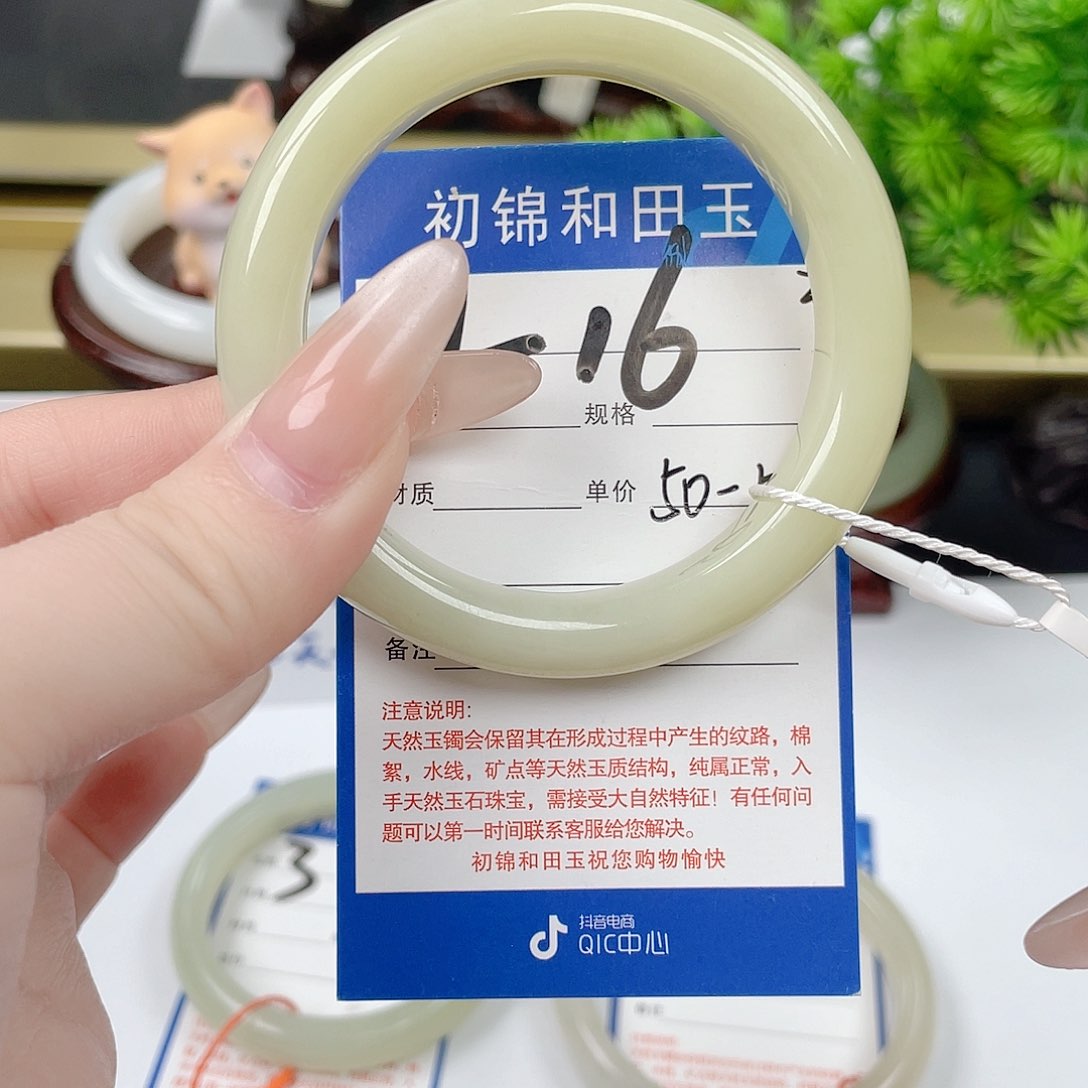 初锦和田玉
-16
规格
材质
单价 50-
备注
注意说明:
天然玉镯会保留其在形成过程中产生的纹路,棉
絮,水线,矿点等天然玉质结构,纯属正常,入
手天然玉石珠宝,需接受大自然特征!有任何问
题可以第一时间联系客服给您解决。
初锦和田玉祝您购物愉快
抖音电商
QIC中心
3